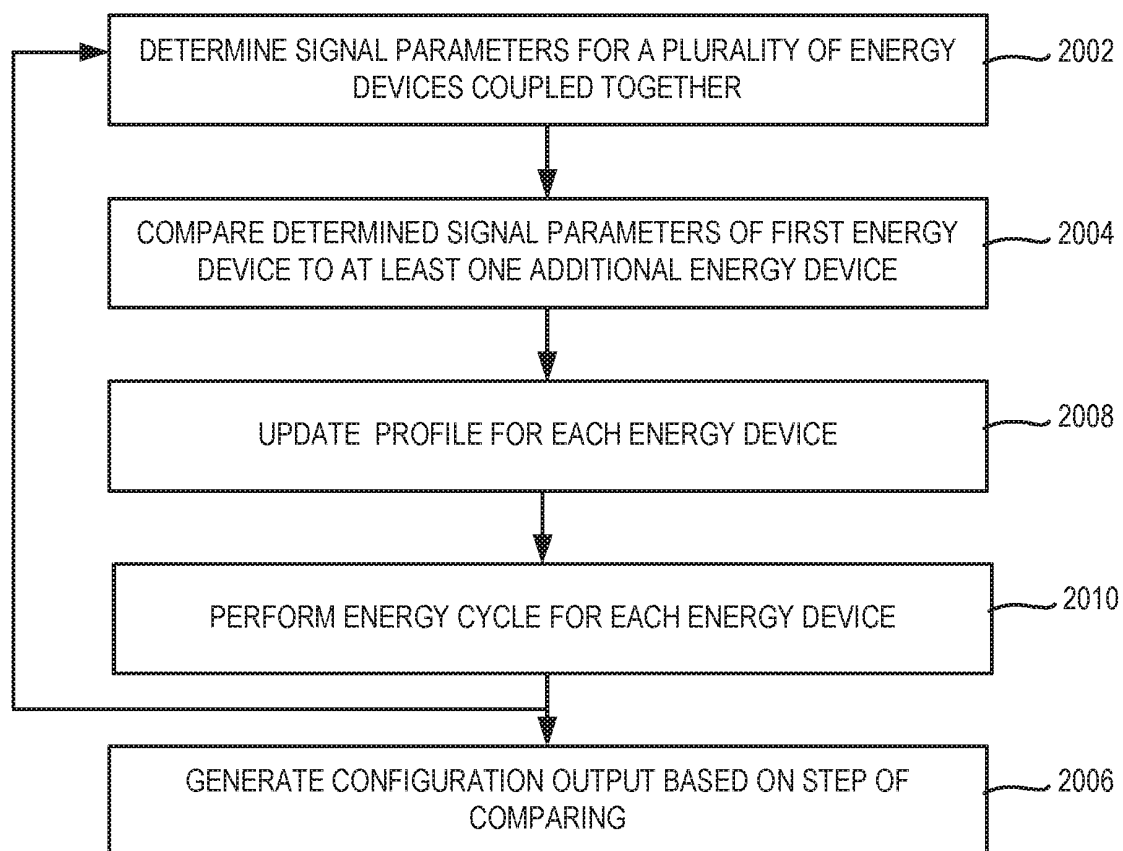 DETERMINE SIGNAL PARAMETERS FOR A PLURALITY OF ENERGY
DEVICES COUPLED TOGETHER
2002
COMPARE DETERMINED SIGNAL PARAMETERS OF FIRST ENERGY
DEVICE TO AT LEAST ONE ADDITIONAL ENERGY DEVICE
2004
UPDATE PROFILE FOR EACH ENERGY DEVICE
2008
PERFORM ENERGY CYCLE FOR EACH ENERGY DEVICE
2010
GENERATE CONFIGURATION OUTPUT BASED ON STEP OF
COMPARING
2006